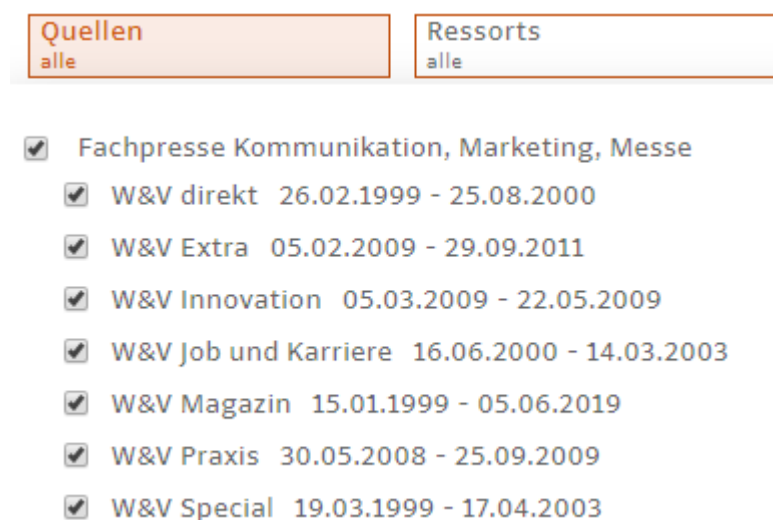 Quellen
alle
Ressorts
alle
Fachpresse Kommunikation, Marketing, Messe
W&V direkt 26.02.1999 - 25.08.2000
W&V Extra 05.02.2009 - 29.09.2011
W&V Innovation 05.03.2009 - 22.05.2009
W&V Job und Karriere 16.06.2000 - 14.03.2003
W&V Magazin 15.01.1999 - 05.06.2019
W&V Praxis 30.05.2008 - 25.09.2009
W&V Special 19.03.1999 - 17.04.2003